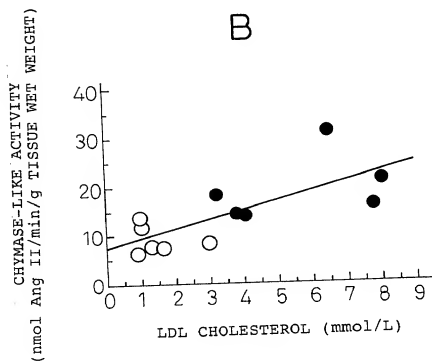 B
CHYMASE-LIKE ACTIVITY
(nmol Ang II/min/g TISSUE WET WEIGHT)
40
30
20
10
0
0 1 2 3 4 5 6 7 8 9
LDL CHOLESTEROL (mmol/L)